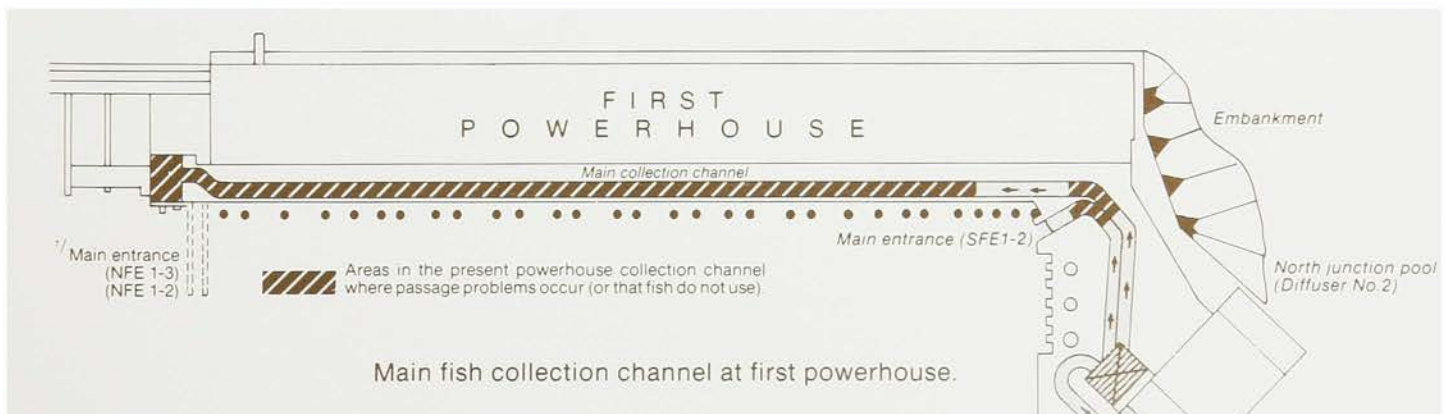 FIRST
POWERHOUSE
Embankment
Main collection channel
1/Main entrance
(NFE 1-3)
(NFE 1-2)
Main entrance (SFE1-2)
Areas in the present powerhouse collection channel
where passage problems occur (or that fish do not use).
North junction pool
(Diffuser No.2)
Main fish collection channel at first powerhouse.